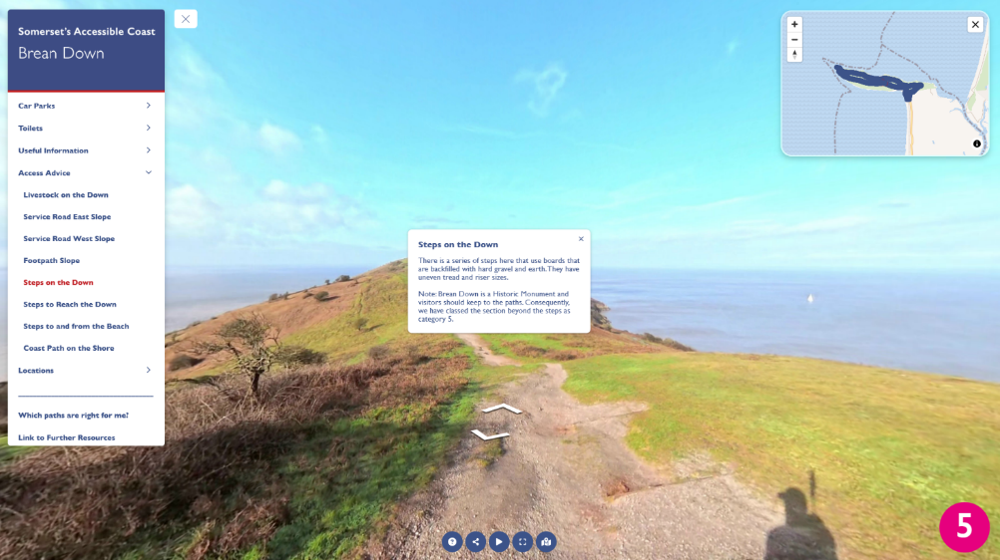 Somerset's Accessible Coast
Brean Down
Car Parks
Toilets
Useful Information
Access Advice
Livestock on the Down
Service Road East Slope
Service Road West Slope
Footpath Slope
Steps on the Down
Steps to Reach the Down
Steps to and from the Beach
Coast Path on the Shore
Locations
Which paths are right for me?
Link to Further Resources
Steps on the Down
There is a series of steps here that use boards that
are backfilled with hard gravel and earth. They have
uneven tread and riser sizes.
Note: Brean Down is a Historic Monument and
visitors should keep to the paths. Consequently,
we have classed the section beyond the steps as
category 5.
5